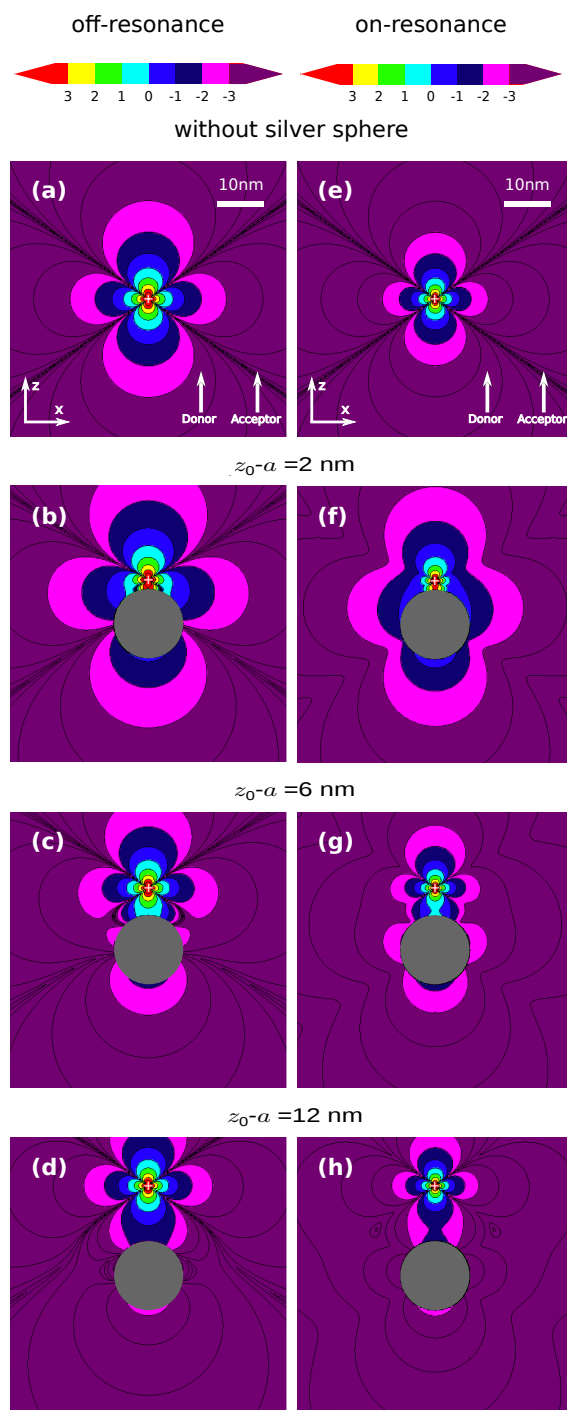 off-resonance on-resonance
3 2 1 0 -1 -2 -3 3 2 1 0 -1 -2 -3
without silver sphere
(a) 10nm (e) 10nm
z x Donor Acceptor z x Donor Acceptor
z₀-a =2 nm
(b) (f)
z₀-a =6 nm
(c) (g)
z₀-a =12 nm
(d) (h)